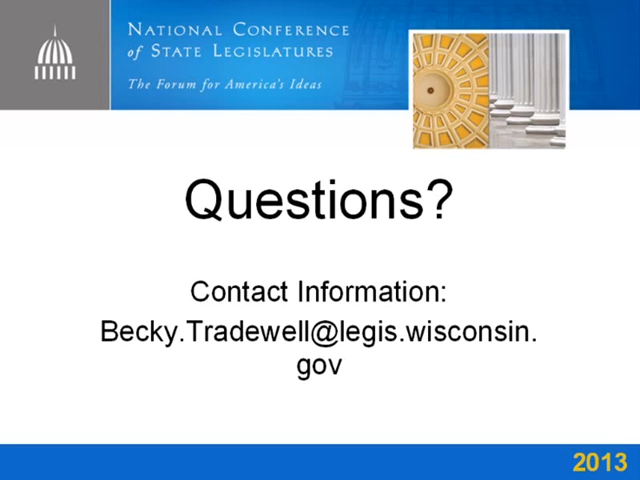 NATIONAL CONFERENCE
of STATE LEGISLATURES
The Forum for America's Ideas
Questions?
Contact Information:
Becky.Tradewell@legis.wisconsin.
gov
2013